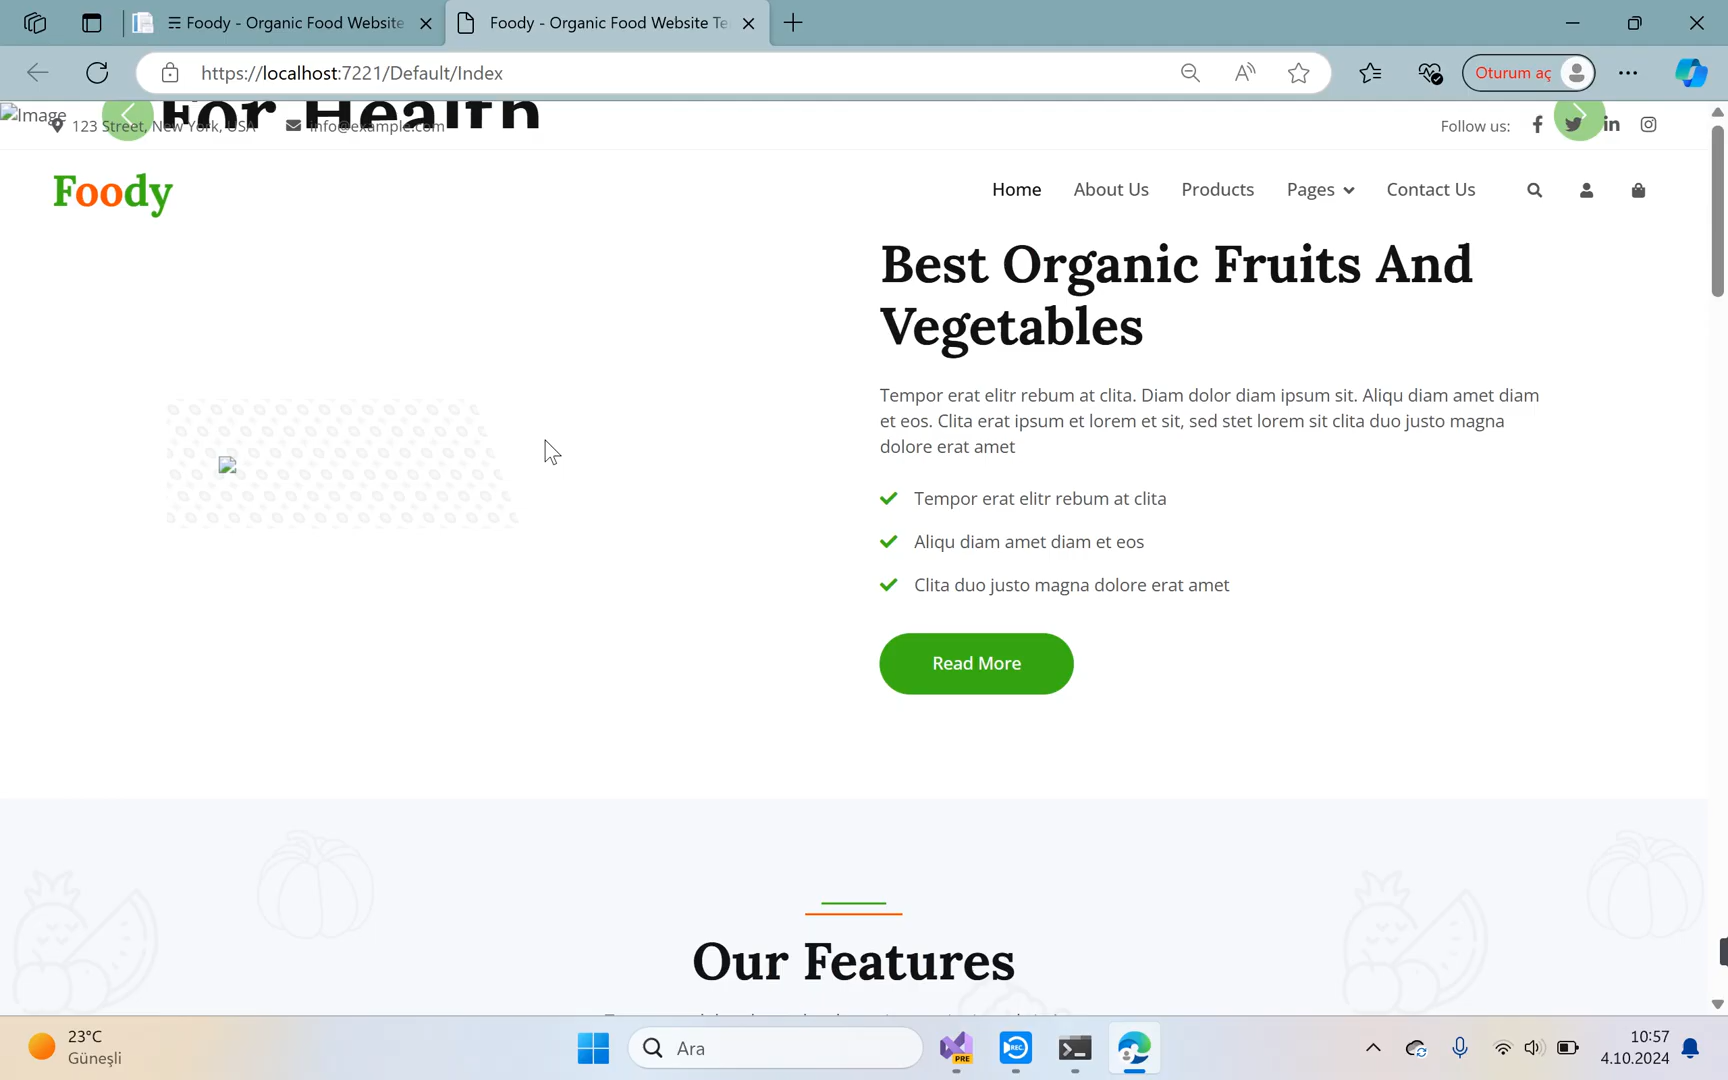 ☰ Foody - Organic Food Website
Foody - Organic Food Website Te
https://localhost:7221/Default/Index
Oturum aç
For Health
Image
123 Street, New York, USA
info@example.com
Follow us:
Foody
Home
About Us
Products
Pages
Contact Us
Best Organic Fruits And
Vegetables
Tempor erat elitr rebum at clita. Diam dolor diam ipsum sit. Aliqu diam amet diam
et eos. Clita erat ipsum et lorem et sit, sed stet lorem sit clita duo justo magna
dolore erat amet
Tempor erat elitr rebum at clita
Aliqu diam amet diam et eos
Clita duo justo magna dolore erat amet
Read More
Our Features
23°C
Güneşli
Ara
PRE
REC
10:57
4.10.2024